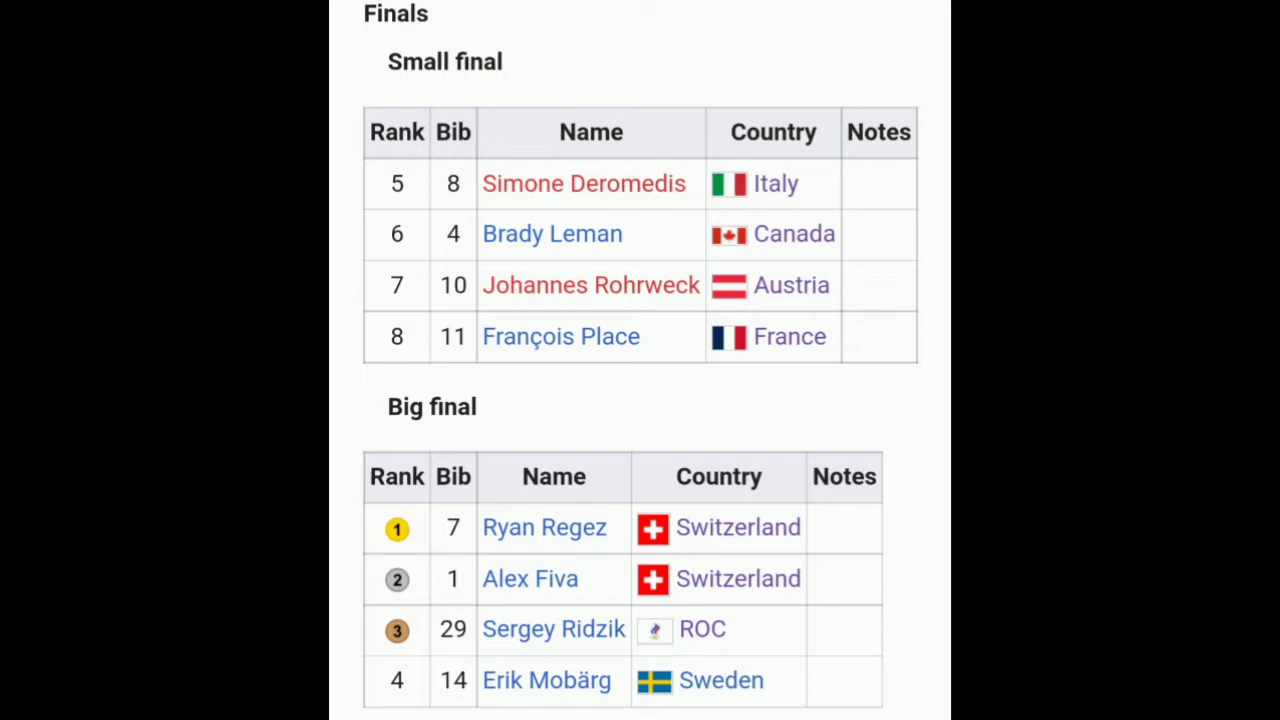 Finals
Small final
Rank Bib Name Country Notes
5 8 Simone Deromedis Italy
6 4 Brady Leman Canada
7 10 Johannes Rohrweck Austria
8 11 François Place France
Big final
Rank Bib Name Country Notes
1 7 Ryan Regez Switzerland
2 1 Alex Fiva Switzerland
3 29 Sergey Ridzik ROC
4 14 Erik Mobärg Sweden